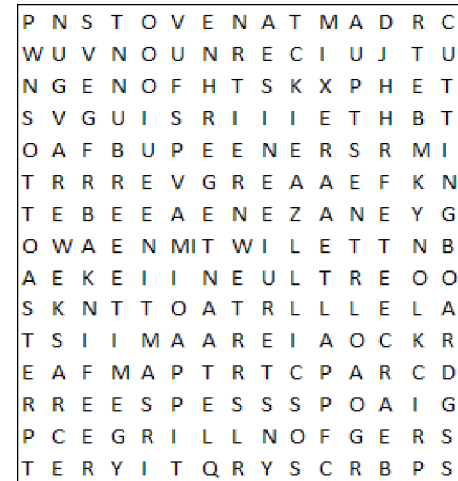 P N S T O V E N A T M A D R C
W U V N O U N R E C I U J T U
N G E N O F H T S K X P H E T
S V G U I S R I I I E T H B T
O A F B U P E E N E R S R M I
T R R R E V G R E A A E F K N
T E B E E A E N E Z A N E Y G
O W A E N M I T W I L E T T N B
A E K E I I N E U L T R E O O
S K N T T O A T R L L L E L A
T S I I M A A R E I A O C K R
E A F M A P T R T C P A R C D
R R E E S P E S S S P O A I G
P C E G R I L L N O F G E R S
T E R Y I T Q R Y S C R B P S